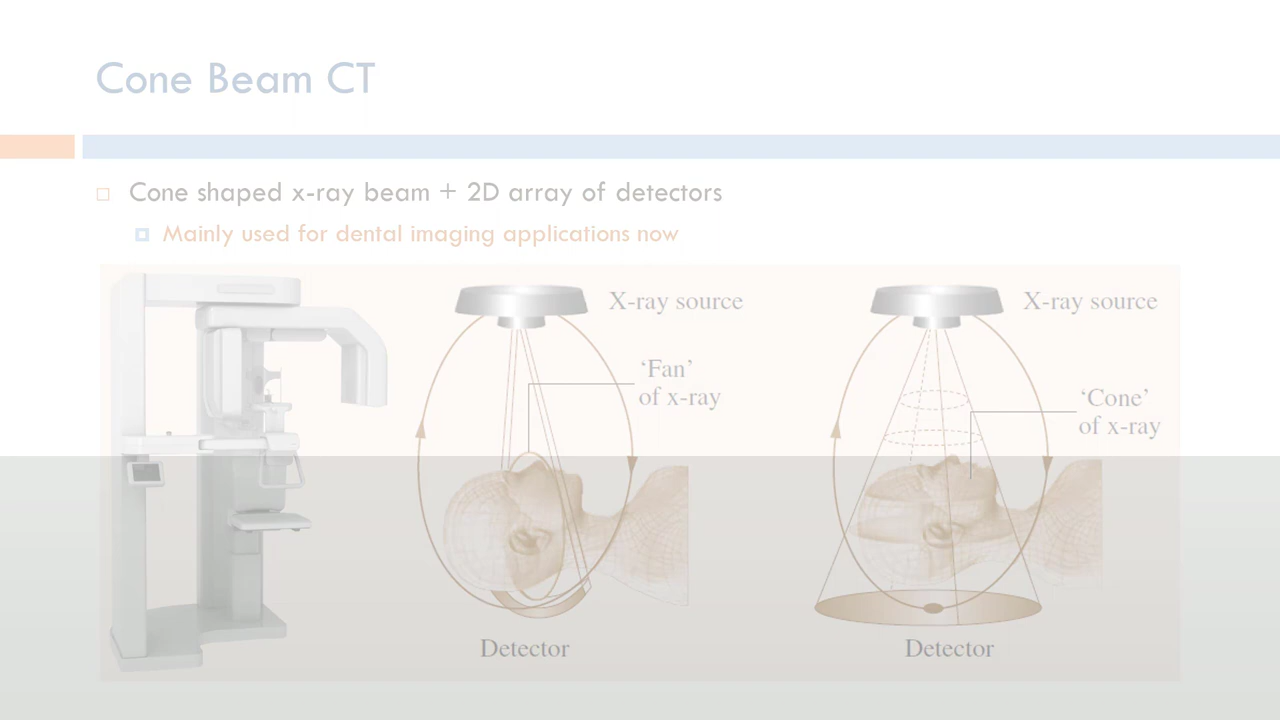 Cone Beam CT
Cone shaped x-ray beam + 2D array of detectors
Mainly used for dental imaging applications now
X-ray source
‘Fan’
of x-ray
Detector
X-ray source
‘Cone’
of x-ray
Detector